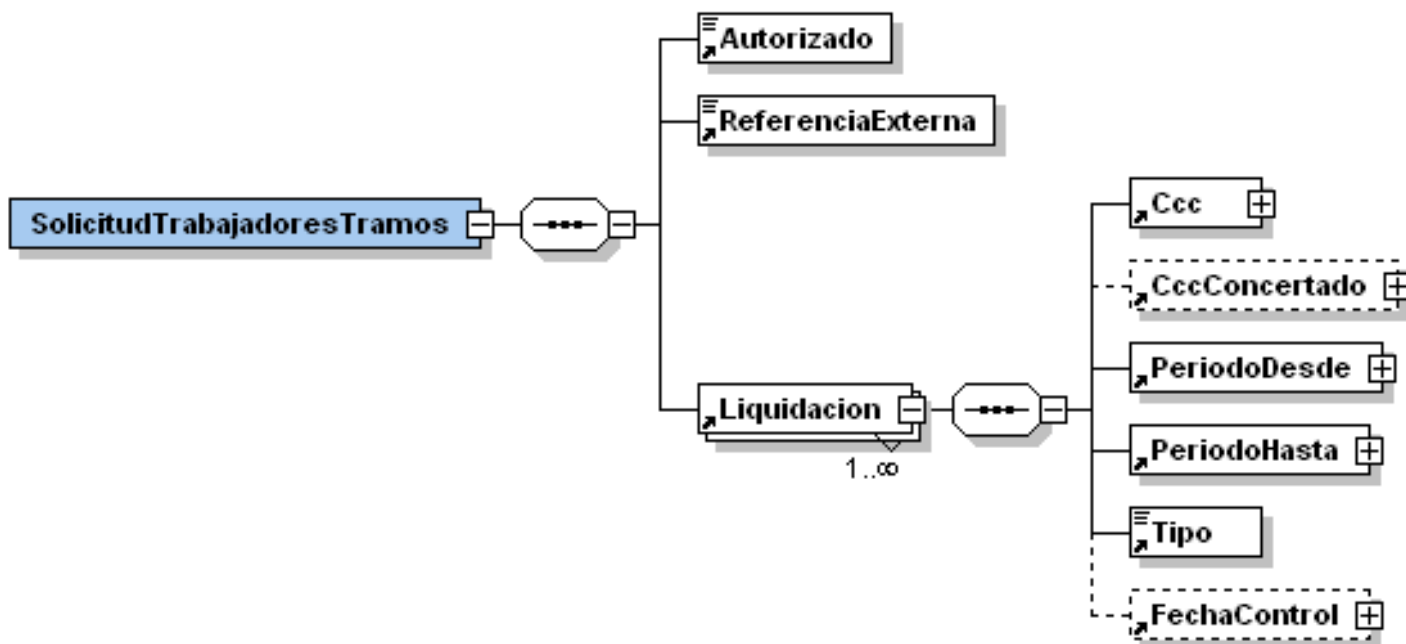 Autorizado
ReferenciaExterna
SolicitudTrabajadoresTramos
Ccc
CccConcertado
PeriodoDesde
Liquidacion
1..∞
PeriodoHasta
Tipo
FechaControl